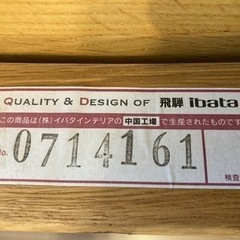 QUALITY & DESIGN OF 飛騨 ibata
この商品は(株)イバタインテリアの中国工場で生産されたものです
No. 0714161
検査